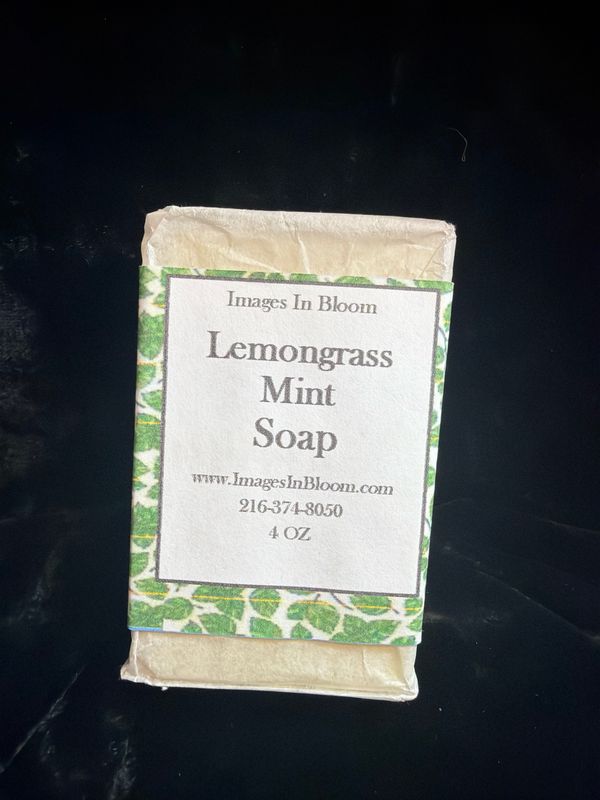 Images In Bloom
Lemongrass
Mint
Soap
www.ImagesInBloom.com
216-374-8050
4 OZ